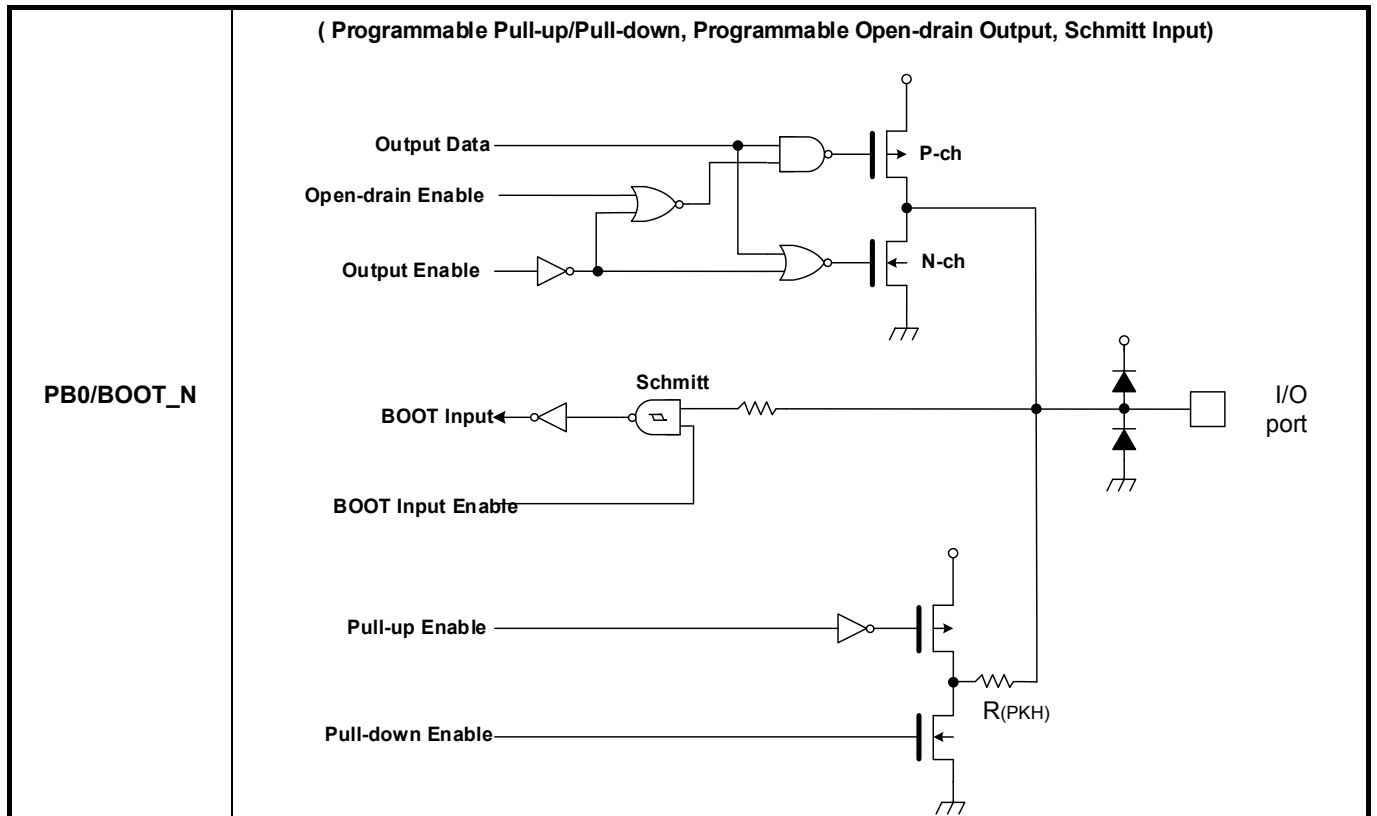 ( Programmable Pull-up/Pull-down, Programmable Open-drain Output, Schmitt Input)
Output Data
P-ch
Open-drain Enable
Output Enable
N-ch
PB0/BOOT_N
Schmitt
BOOT Input
I/O
port
BOOT Input Enable
Pull-up Enable
R(PKH)
Pull-down Enable